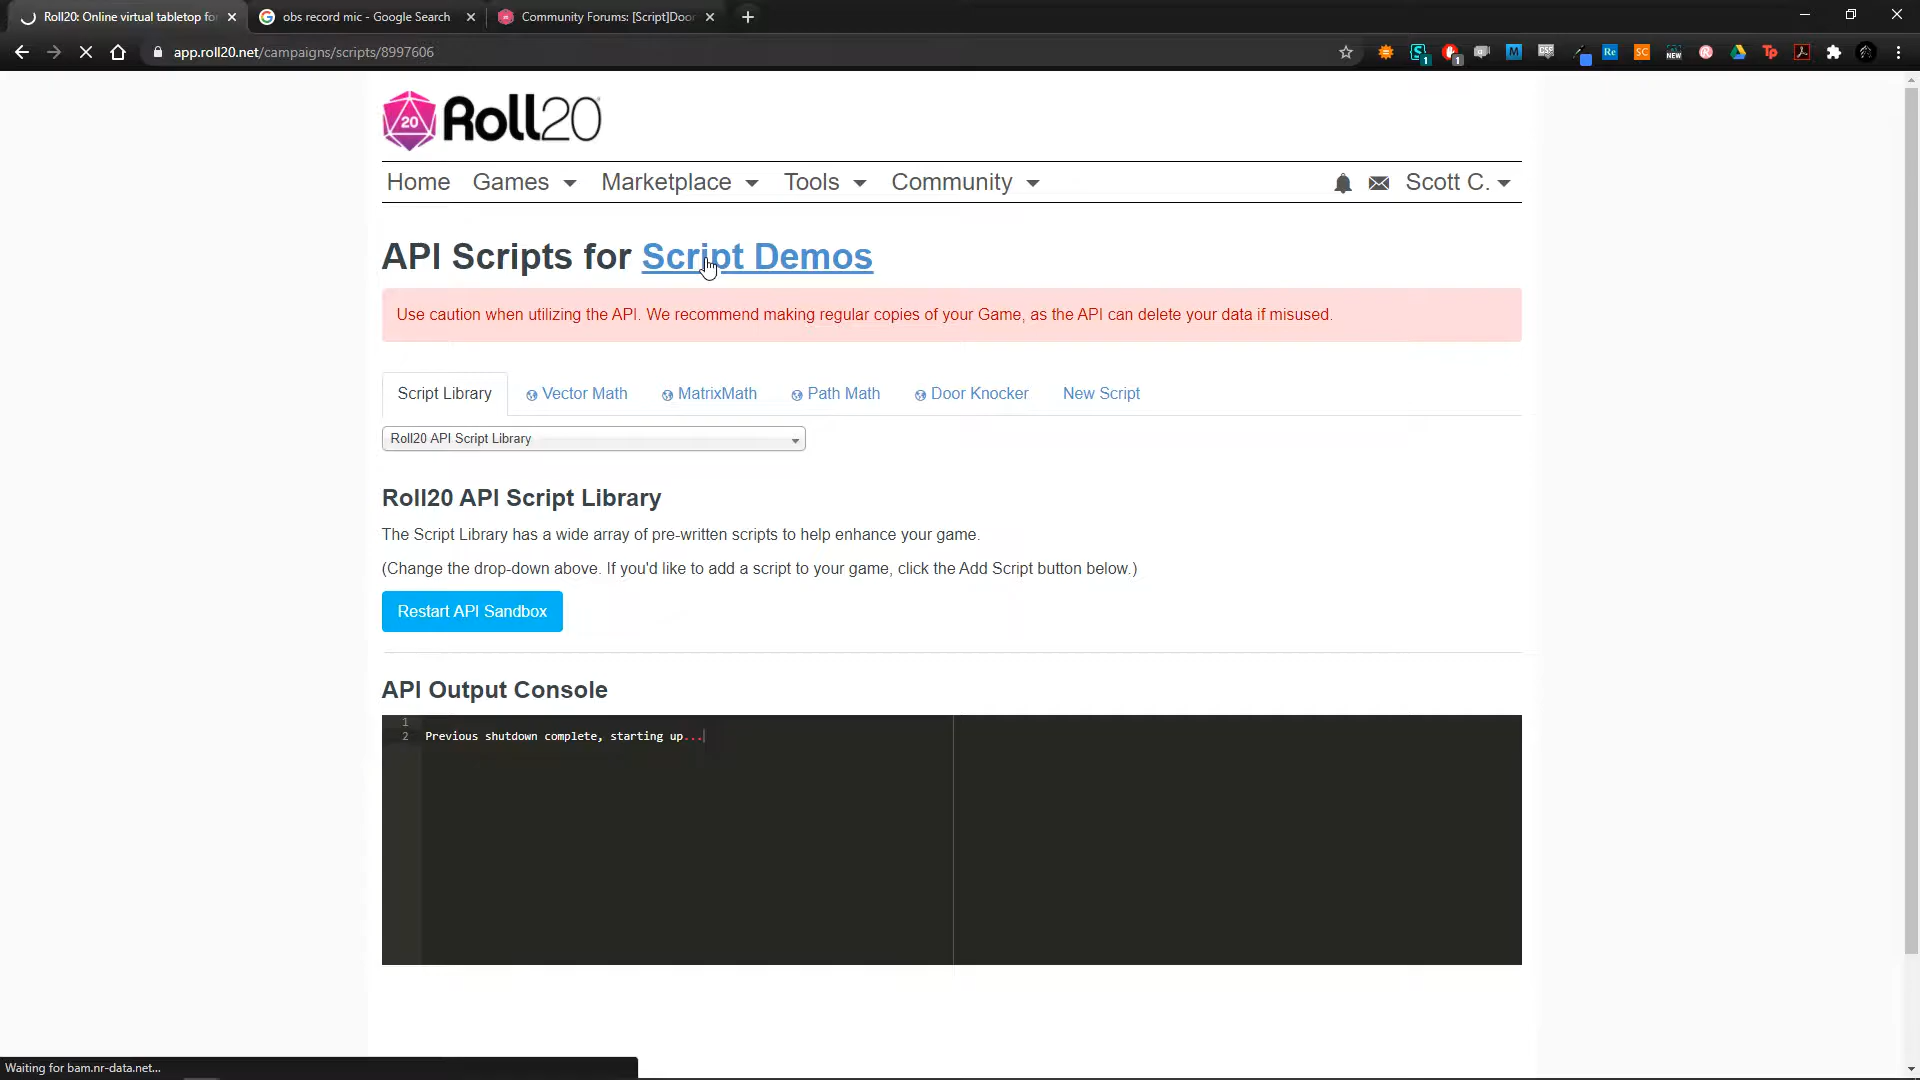 Roll20: Online virtual tabletop for
obs record mic - Google Search
Community Forums: [Script]Door
app.roll20.net/campaigns/scripts/8997606
20 Roll20
Home Games Marketplace Tools Community Scott C.
API Scripts for Script Demos
Use caution when utilizing the API. We recommend making regular copies of your Game, as the API can delete your data if misused.
Script Library Vector Math MatrixMath Path Math Door Knocker New Script
Roll20 API Script Library
Roll20 API Script Library
The Script Library has a wide array of pre-written scripts to help enhance your game.
(Change the drop-down above. If you'd like to add a script to your game, click the Add Script button below.)
Restart API Sandbox
API Output Console
1
2 Previous shutdown complete, starting up...
Waiting for bam.nr-data.net...